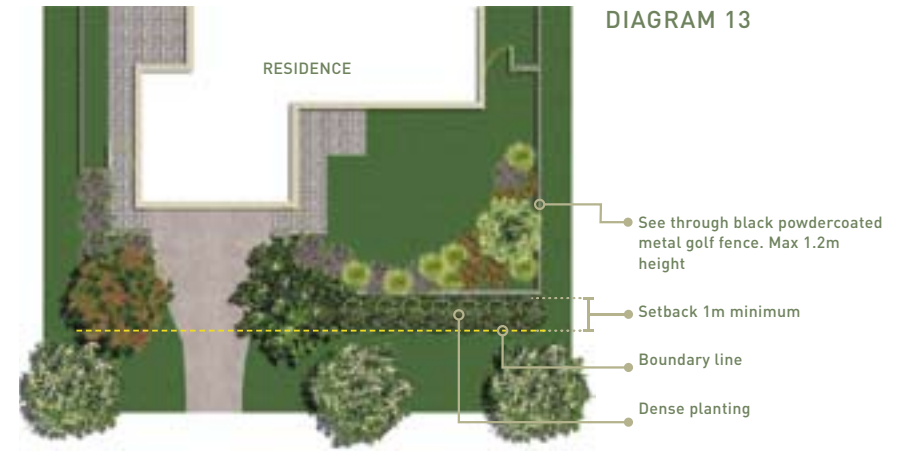 DIAGRAM 13
RESIDENCE
See through black powdercoated
metal golf fence. Max 1.2m
height
Setback 1m minimum
Boundary line
Dense planting